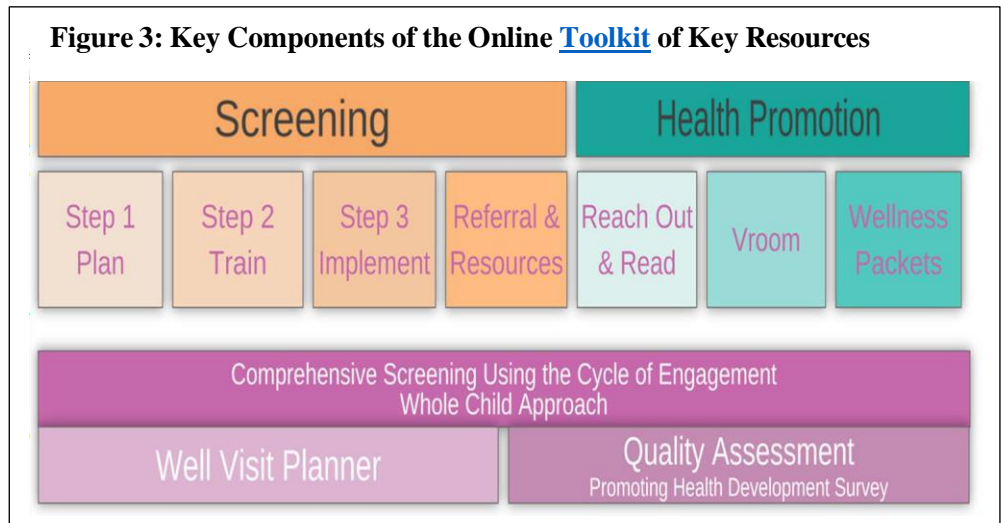 Figure 3: Key Components of the Online Toolkit of Key Resources
Screening
Health Promotion
Step 1
Plan
Step 2
Train
Step 3
Implement
Referral &
Resources
Reach Out
& Read
Vroom
Wellness
Packets
Comprehensive Screening Using the Cycle of Engagement
Whole Child Approach
Well Visit Planner
Quality Assessment
Promoting Health Development Survey